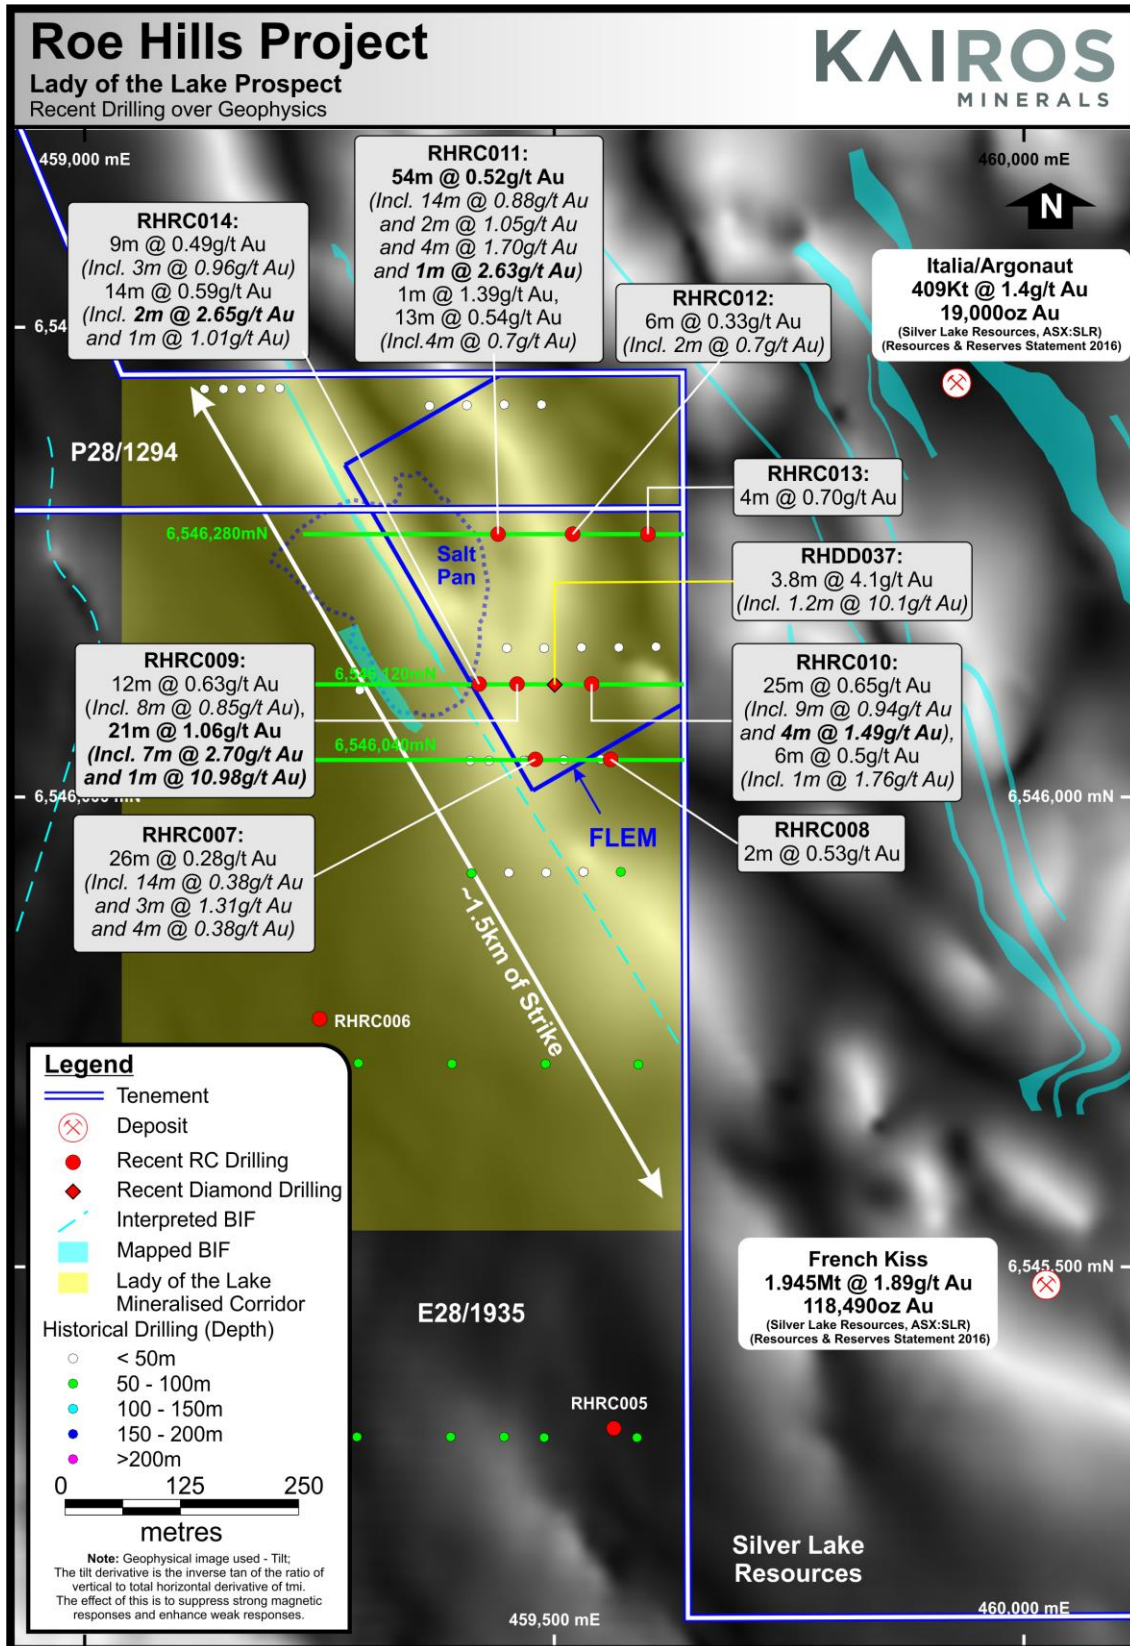 Roe Hills Project
Lady of the Lake Prospect
Recent Drilling over Geophysics
KAIROS
MINERALS
459,000 mE
460,000 mE
N
RHRC011:
54m @ 0.52g/t Au
(Incl. 14m @ 0.88g/t Au
and 2m @ 1.05g/t Au
and 4m @ 1.70g/t Au
and 1m @ 2.63g/t Au)
1m @ 1.39g/t Au,
13m @ 0.54g/t Au
(Incl.4m @ 0.7g/t Au)
RHRC014:
9m @ 0.49g/t Au
(Incl. 3m @ 0.96g/t Au)
14m @ 0.59g/t Au
(Incl. 2m @ 2.65g/t Au
and 1m @ 1.01g/t Au)
RHRC012:
6m @ 0.33g/t Au
(Incl. 2m @ 0.7g/t Au)
Italia/Argonaut
409Kt @ 1.4g/t Au
19,000oz Au
(Silver Lake Resources, ASX:SLR)
(Resources & Reserves Statement 2016)
6,54
P28/1294
RHRC013:
4m @ 0.70g/t Au
6,546,280mN
Salt
Pan
RHDD037:
3.8m @ 4.1g/t Au
(Incl. 1.2m @ 10.1g/t Au)
RHRC009:
12m @ 0.63g/t Au
(Incl. 8m @ 0.85g/t Au),
21m @ 1.06g/t Au
(Incl. 7m @ 2.70g/t Au
and 1m @ 10.98g/t Au)
6,546,120mN
RHRC010:
25m @ 0.65g/t Au
(Incl. 9m @ 0.94g/t Au
and 4m @ 1.49g/t Au),
6m @ 0.5g/t Au
(Incl. 1m @ 1.76g/t Au)
6,546,040mN
6,546,000 mN
6,546,000 mN
FLEM
RHRC008
2m @ 0.53g/t Au
RHRC007:
26m @ 0.28g/t Au
(Incl. 14m @ 0.38g/t Au
and 3m @ 1.31g/t Au
and 4m @ 0.38g/t Au)
~1.5km of Strike
RHRC006
Legend
Tenement
Deposit
Recent RC Drilling
Recent Diamond Drilling
Interpreted BIF
Mapped BIF
Lady of the Lake
Mineralised Corridor
Historical Drilling (Depth)
< 50m
50 - 100m
100 - 150m
150 - 200m
>200m
0 125 250
metres
Note: Geophysical image used - Tilt;
The tilt derivative is the inverse tan of the ratio of
vertical to total horizontal derivative of tmi.
The effect of this is to suppress strong magnetic
responses and enhance weak responses.
French Kiss
1.945Mt @ 1.89g/t Au
118,490oz Au
(Silver Lake Resources, ASX:SLR)
(Resources & Reserves Statement 2016)
6,545,500 mN
E28/1935
RHRC005
Silver Lake
Resources
459,500 mE
460,000 mE